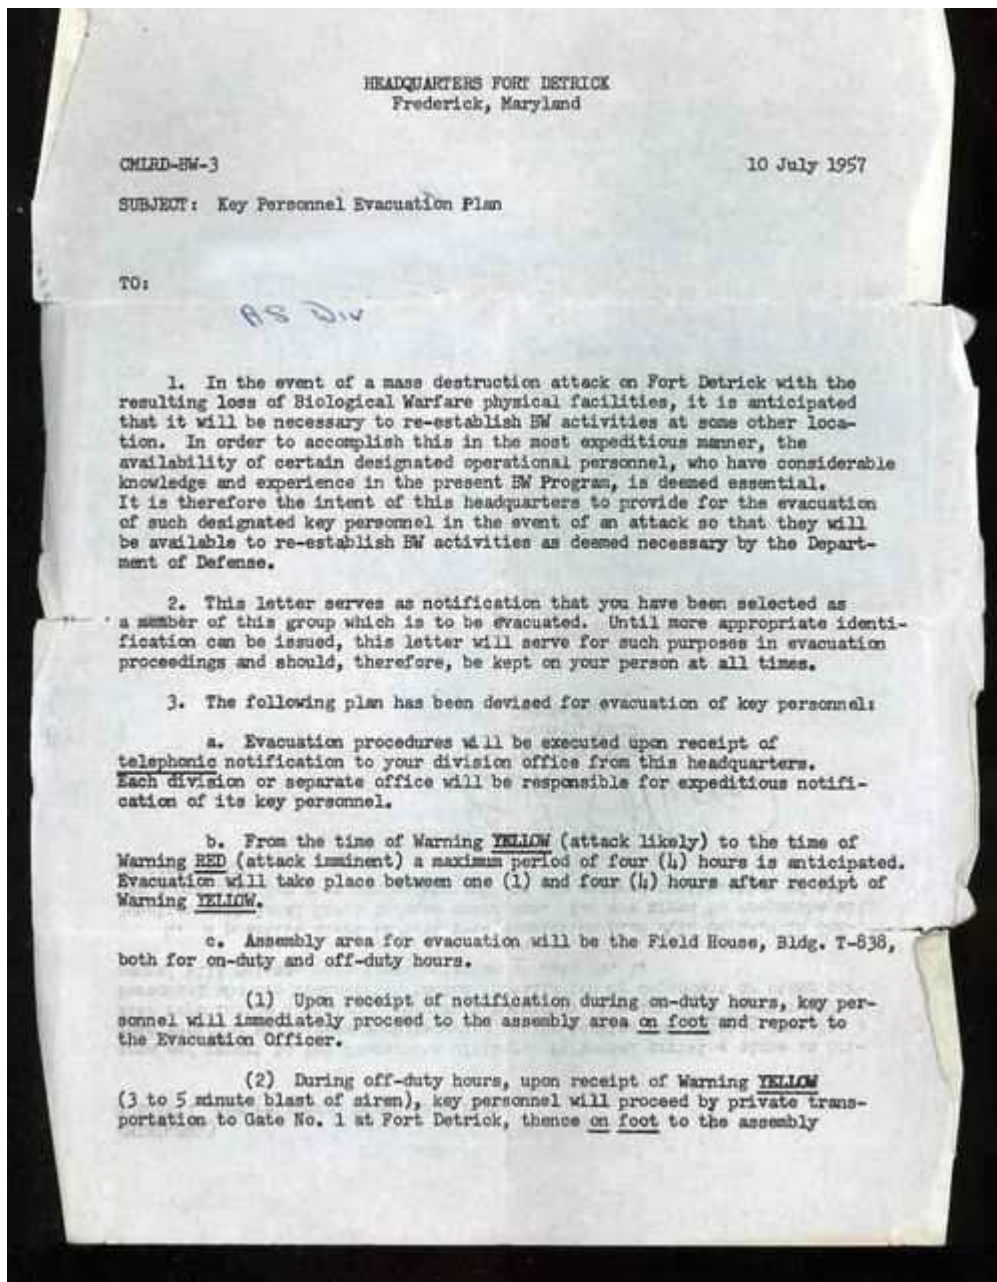 HEADQUARTERS FORT DETRICK
Frederick, Maryland
CMLRD-BW-3 10 July 1957
SUBJECT: Key Personnel Evacuation Plan
TO:
AS Div
1. In the event of a mass destruction attack on Fort Detrick with the
resulting loss of Biological Warfare physical facilities, it is anticipated
that it will be necessary to re-establish BW activities at some other loca-
tion. In order to accomplish this in the most expeditious manner, the
availability of certain designated operational personnel, who have considerable
knowledge and experience in the present BW Program, is deemed essential.
It is therefore the intent of this headquarters to provide for the evacuation
of such designated key personnel in the event of an attack so that they will
be available to re-establish BW activities as deemed necessary by the Depart-
ment of Defense.
2. This letter serves as notification that you have been selected as
a member of this group which is to be evacuated. Until more appropriate identi-
fication can be issued, this letter will serve for such purposes in evacuation
proceedings and should, therefore, be kept on your person at all times.
3. The following plan has been devised for evacuation of key personnel:
a. Evacuation procedures will be executed upon receipt of
telephonic notification to your division office from this headquarters.
Each division or separate office will be responsible for expeditious notifi-
cation of its key personnel.
b. From the time of Warning YELLOW (attack likely) to the time of
Warning RED (attack imminent) a maximum period of four (4) hours is anticipated.
Evacuation will take place between one (1) and four (4) hours after receipt of
Warning YELLOW.
c. Assembly area for evacuation will be the Field House, Bldg. T-838,
both for on-duty and off-duty hours.
(1) Upon receipt of notification during on-duty hours, key per-
sonnel will immediately proceed to the assembly area on foot and report to
the Evacuation Officer.
(2) During off-duty hours, upon receipt of Warning YELLOW
(3 to 5 minute blast of siren), key personnel will proceed by private trans-
portation to Gate No. 1 at Fort Detrick, thence on foot to the assembly